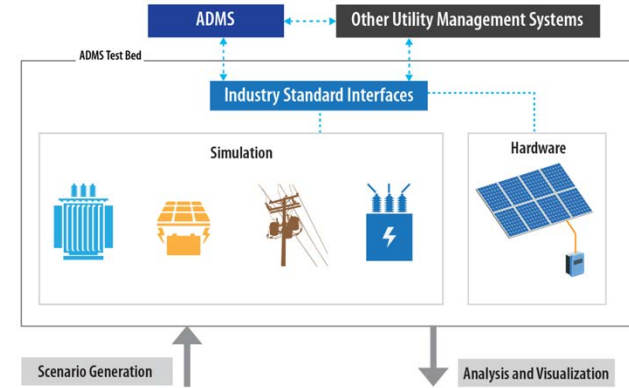 ADMS
Other Utility Management Systems
ADMS Test Bed
Industry Standard Interfaces
Simulation
Hardware
Scenario Generation
Analysis and Visualization